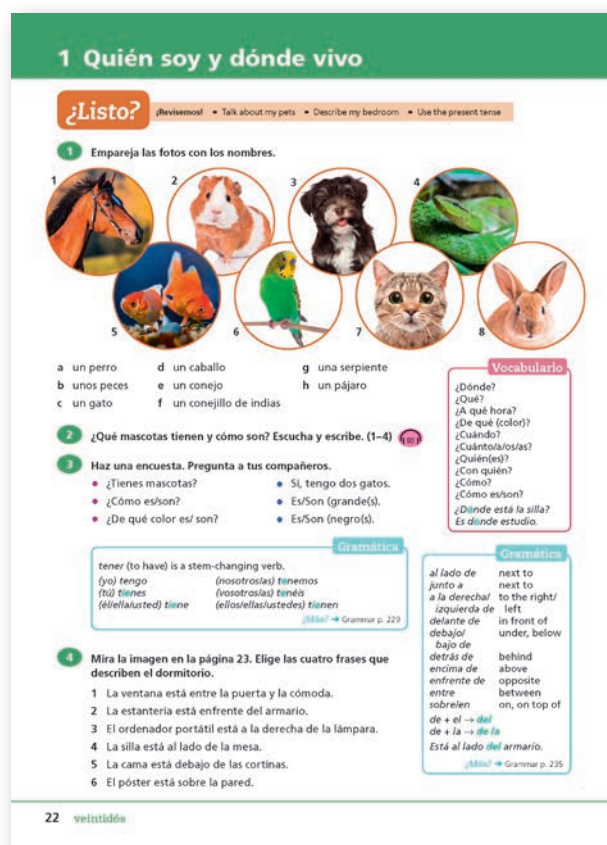 1 Quién soy y dónde vivo
¿Listo?
¡Revisemos! • Talk about my pets • Describe my bedroom • Use the present tense
1 Empareja las fotos con los nombres.
1
2
3
4
5
6
7
8
a un perro
b unos peces
c un gato
d un caballo
e un conejo
f un conejillo de indias
g una serpiente
h un pájaro
Vocabulario
¿Dónde?
¿Qué?
¿A qué hora?
¿De qué (color)?
¿Cuándo?
¿Cuánto/a/os/as?
¿Quién(es)?
¿Con quién?
¿Cómo?
¿Cómo es/son?
¿Dónde está la silla?
Es donde estudio.
2 ¿Qué mascotas tienen y cómo son? Escucha y escribe. (1–4)
3 Haz una encuesta. Pregunta a tus compañeros.
• ¿Tienes mascotas?
• Sí, tengo dos gatos.
• ¿Cómo es/son?
• Es/Son (grande(s).
• ¿De qué color es/ son?
• Es/Son (negro(s).
Gramática
tener (to have) is a stem-changing verb.
(yo) tengo (nosotros/as) tenemos
(tú) tienes (vosotros/as) tenéis
(él/ella/usted) tiene (ellos/ellas/ustedes) tienen
¿Más? → Grammar p. 229
Gramática
al lado de next to
junto a next to
a la derecha/ to the right/
izquierda de left
delante de in front of
debajo/ under, below
bajo de
detrás de behind
encima de above
enfrente de opposite
entre between
sobre/en on, on top of
de + el → del
de + la → de la
Está al lado del armario.
¿Más? → Grammar p. 235
4 Mira la imagen en la página 23. Elige las cuatro frases que
describen el dormitorio.
1 La ventana está entre la puerta y la cómoda.
2 La estantería está enfrente del armario.
3 El ordenador portátil está a la derecha de la lámpara.
4 La silla está al lado de la mesa.
5 La cama está debajo de las cortinas.
6 El póster está sobre la pared.
22 veintidós